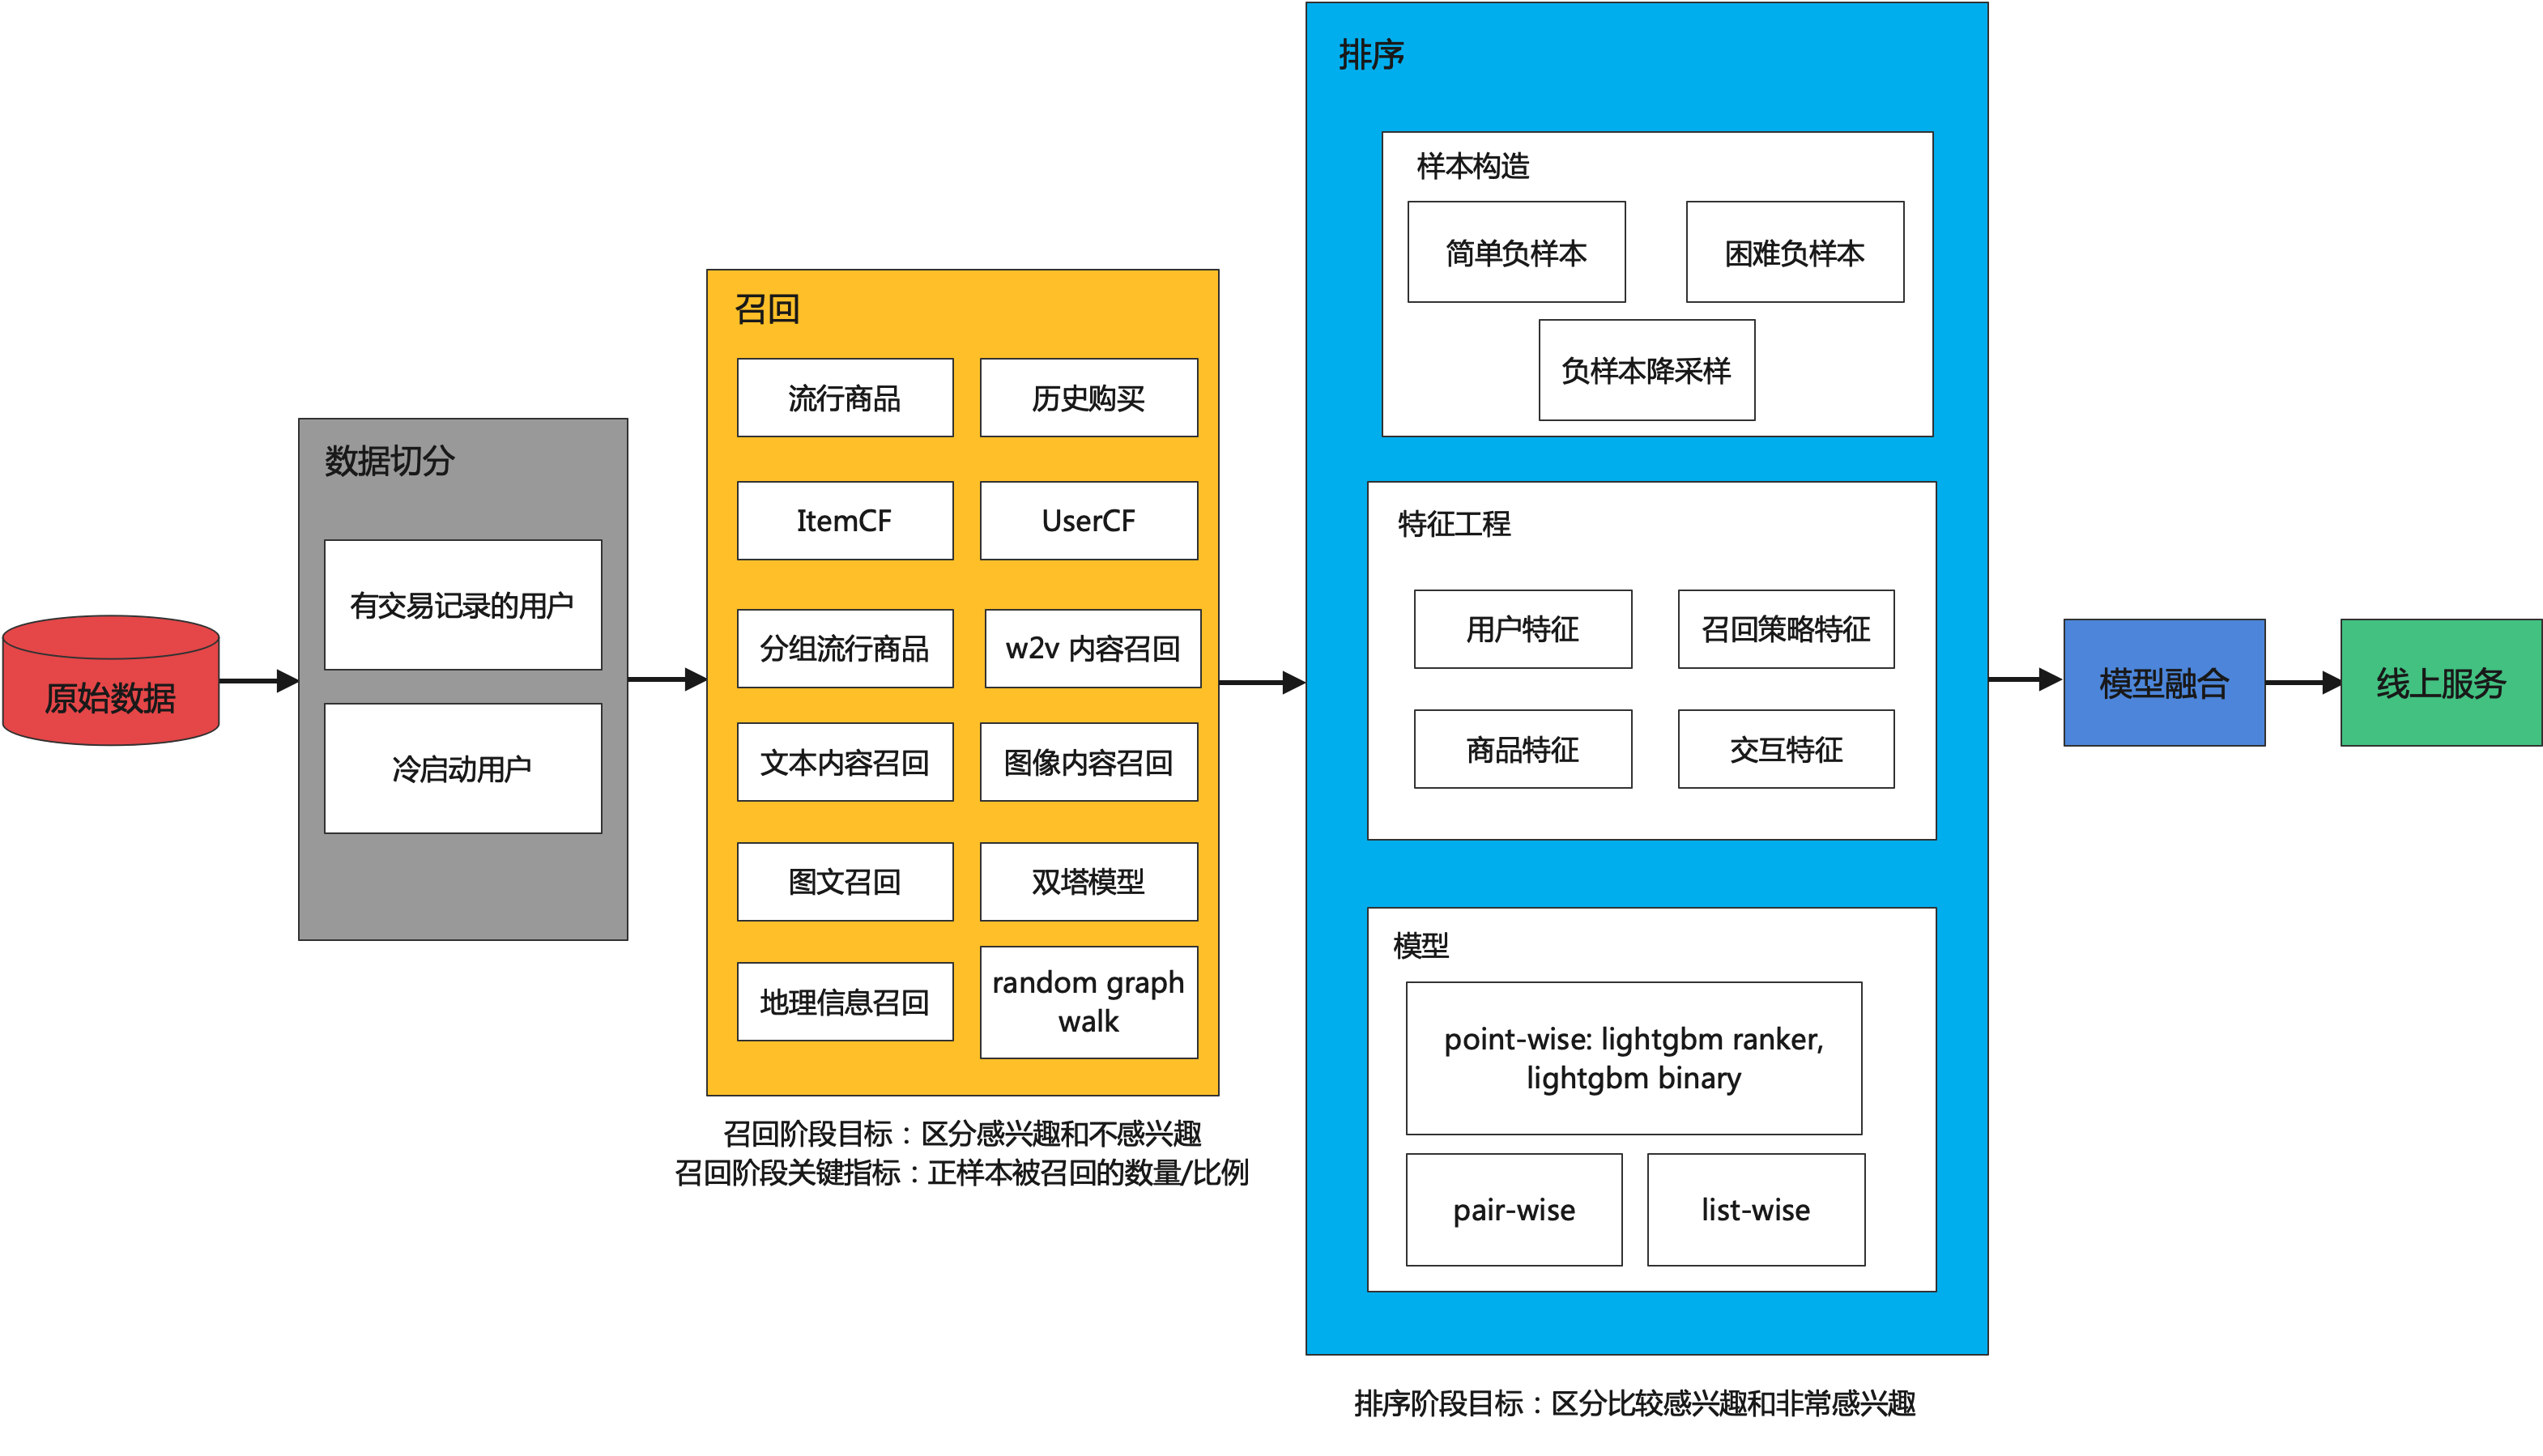 原始数据
数据切分
有交易记录的用户
冷启动用户
召回
流行商品
历史购买
ItemCF
UserCF
分组流行商品
w2v 内容召回
文本内容召回
图像内容召回
图文召回
双塔模型
地理信息召回
random graph
walk
召回阶段目标：区分感兴趣和不感兴趣
召回阶段关键指标：正样本被召回的数量/比例
排序
样本构造
简单负样本
困难负样本
负样本降采样
特征工程
用户特征
召回策略特征
商品特征
交互特征
模型
point-wise: lightgbm ranker,
lightgbm binary
pair-wise
list-wise
排序阶段目标：区分比较感兴趣和非常感兴趣
模型融合
线上服务